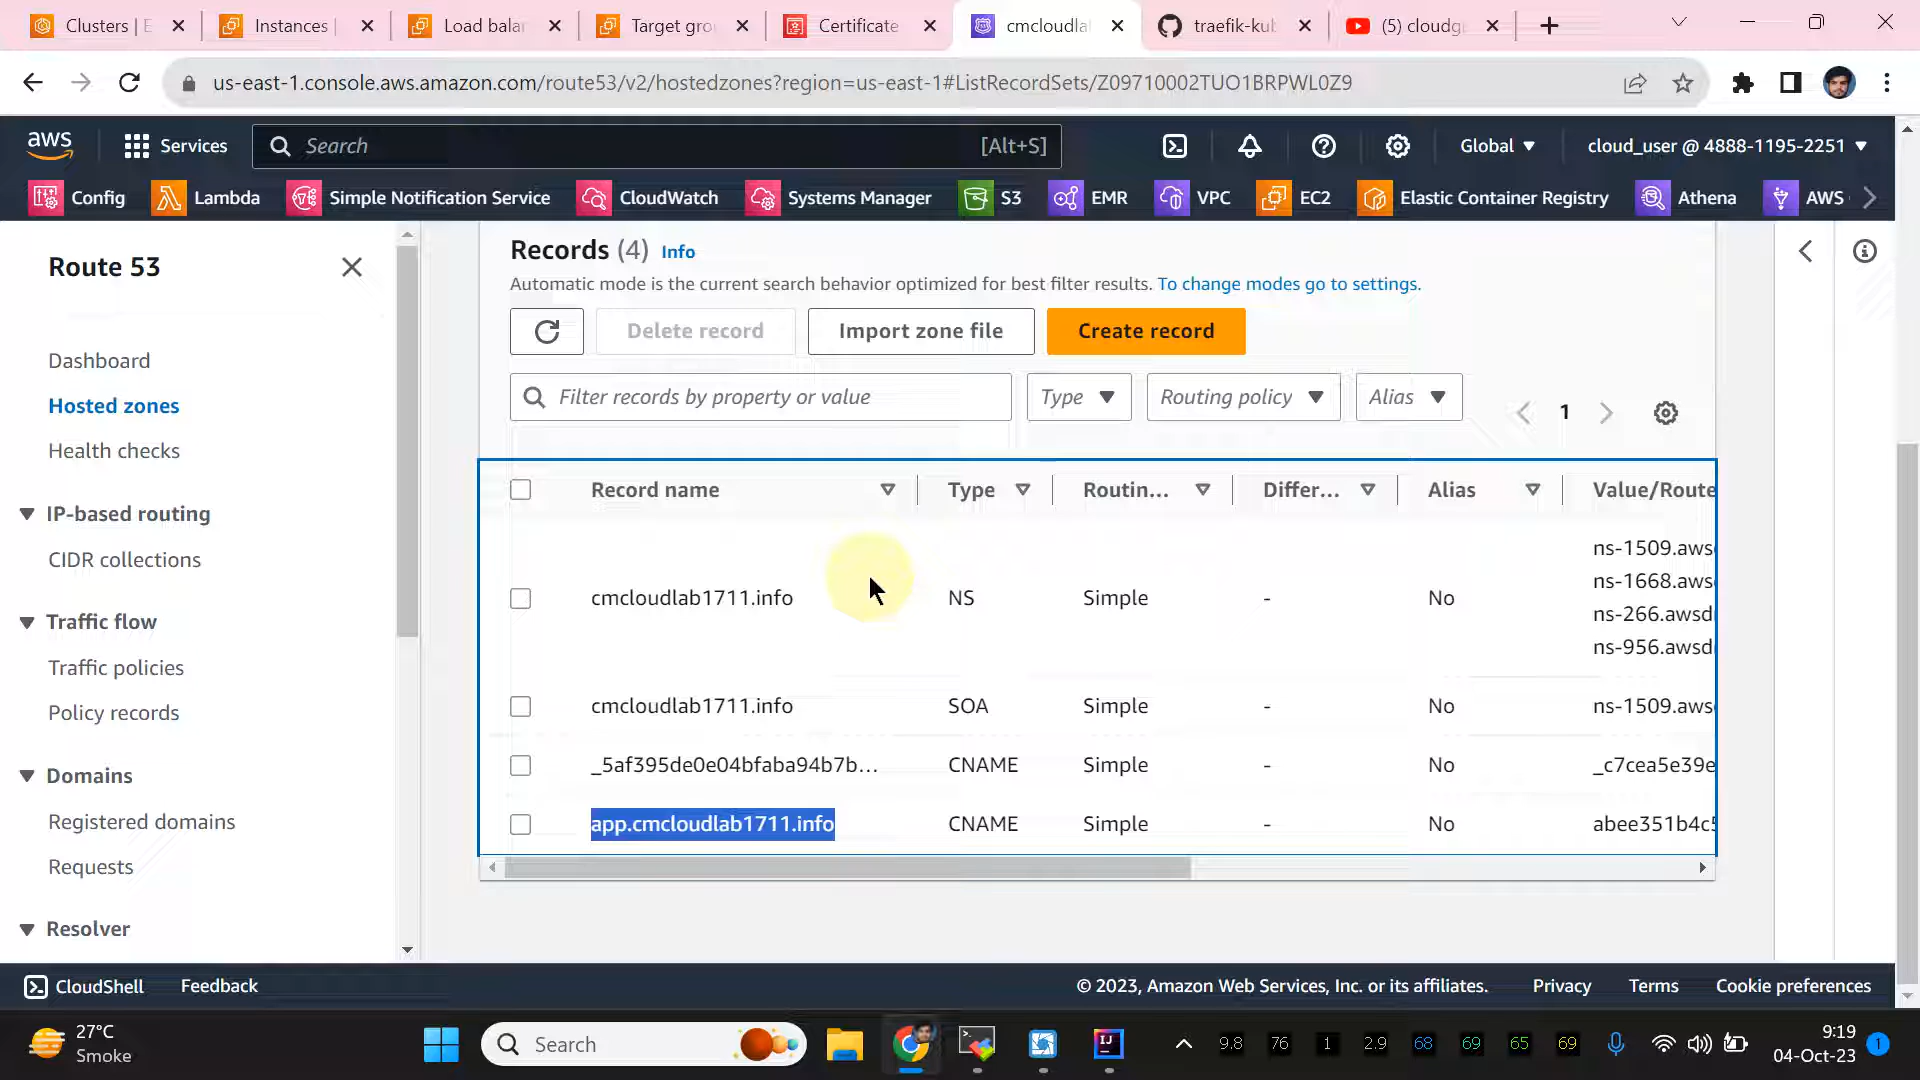 Clusters | E
Instances |
Load balan
Target gro
Certificate
cmcloudla
traefik-kub
(5) cloudg
us-east-1.console.aws.amazon.com/route53/v2/hostedzones?region=us-east-1#ListRecordSets/Z09710002TUO1BRPWL0Z9
aws
Services
Search
[Alt+S]
Global
cloud_user @ 4888-1195-2251
Config
Lambda
Simple Notification Service
CloudWatch
Systems Manager
S3
EMR
VPC
EC2
Elastic Container Registry
Athena
AWS
Route 53
Dashboard
Hosted zones
Health checks
IP-based routing
CIDR collections
Traffic flow
Traffic policies
Policy records
Domains
Registered domains
Requests
Resolver
Records (4) Info
Automatic mode is the current search behavior optimized for best filter results. To change modes go to settings.
Delete record
Import zone file
Create record
Filter records by property or value
Type
Routing policy
Alias
1
Record name Type Routin... Differ... Alias Value/Route
cmcloudlab1711.info NS Simple - No
ns-1509.aws
ns-1668.aws
ns-266.awsd
ns-956.awsd
cmcloudlab1711.info SOA Simple - No ns-1509.aws
_5af395de0e04bfaba94b7b... CNAME Simple - No _c7cea5e39e
app.cmcloudlab1711.info CNAME Simple - No abee351b4c5
CloudShell
Feedback
© 2023, Amazon Web Services, Inc. or its affiliates.
Privacy
Terms
Cookie preferences
27°C
Smoke
Search
9.8 76 1 2.9 68 69 65 69
9:19
04-Oct-23
1